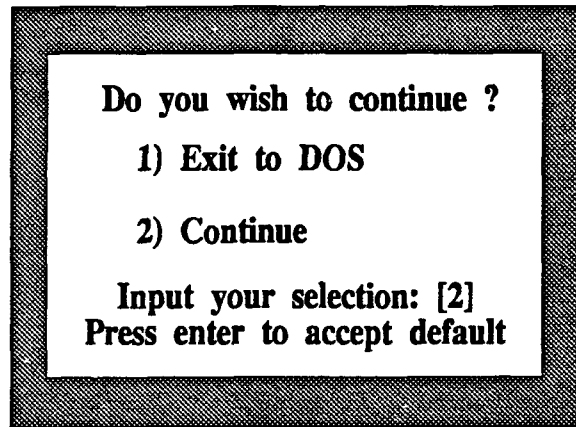 Do you wish to continue ?
1) Exit to DOS
2) Continue
Input your selection: [2]
Press enter to accept default